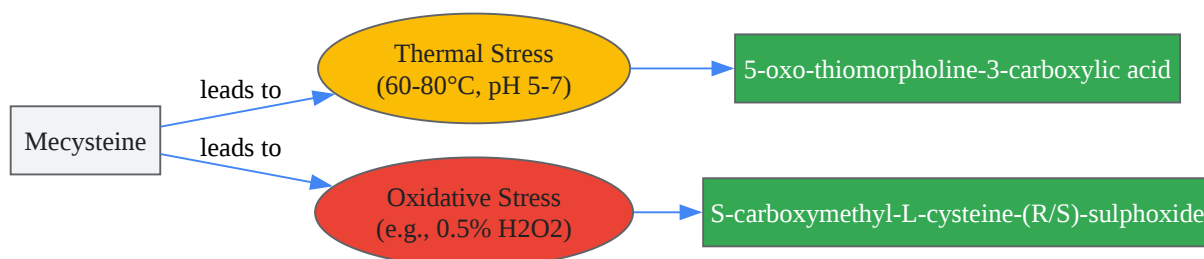 Mecysteine
leads to
leads to
Thermal Stress
(60-80°C, pH 5-7)
5-oxo-thiomorpholine-3-carboxylic acid
Oxidative Stress
(e.g., 0.5% H2O2)
S-carboxymethyl-L-cysteine-(R/S)-sulphoxide